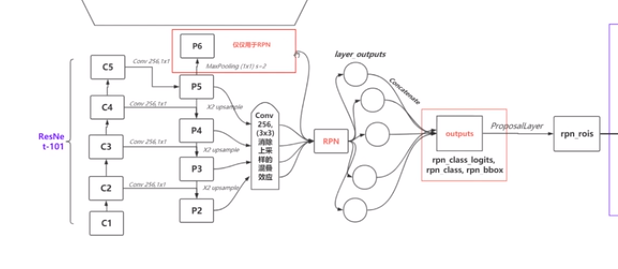 P6
仅仅用于RPN
MaxPooling (1x1) s=2
layer_outputs
C5
Conv 256,1x1
P5
Concatenate
C4
Conv 256,1x1
X2 upsample
Conv
256,
(3x3)
消除
上采
样的
混叠
效应
ResNe
t-101
C3
Conv 256,1x1
P4
X2 upsample
RPN
outputs
ProposalLayer
rpn_rois
P3
rpn_class_logits,
rpn_class, rpn_bbox
C2
Conv 256,1x1
X2 upsample
P2
C1